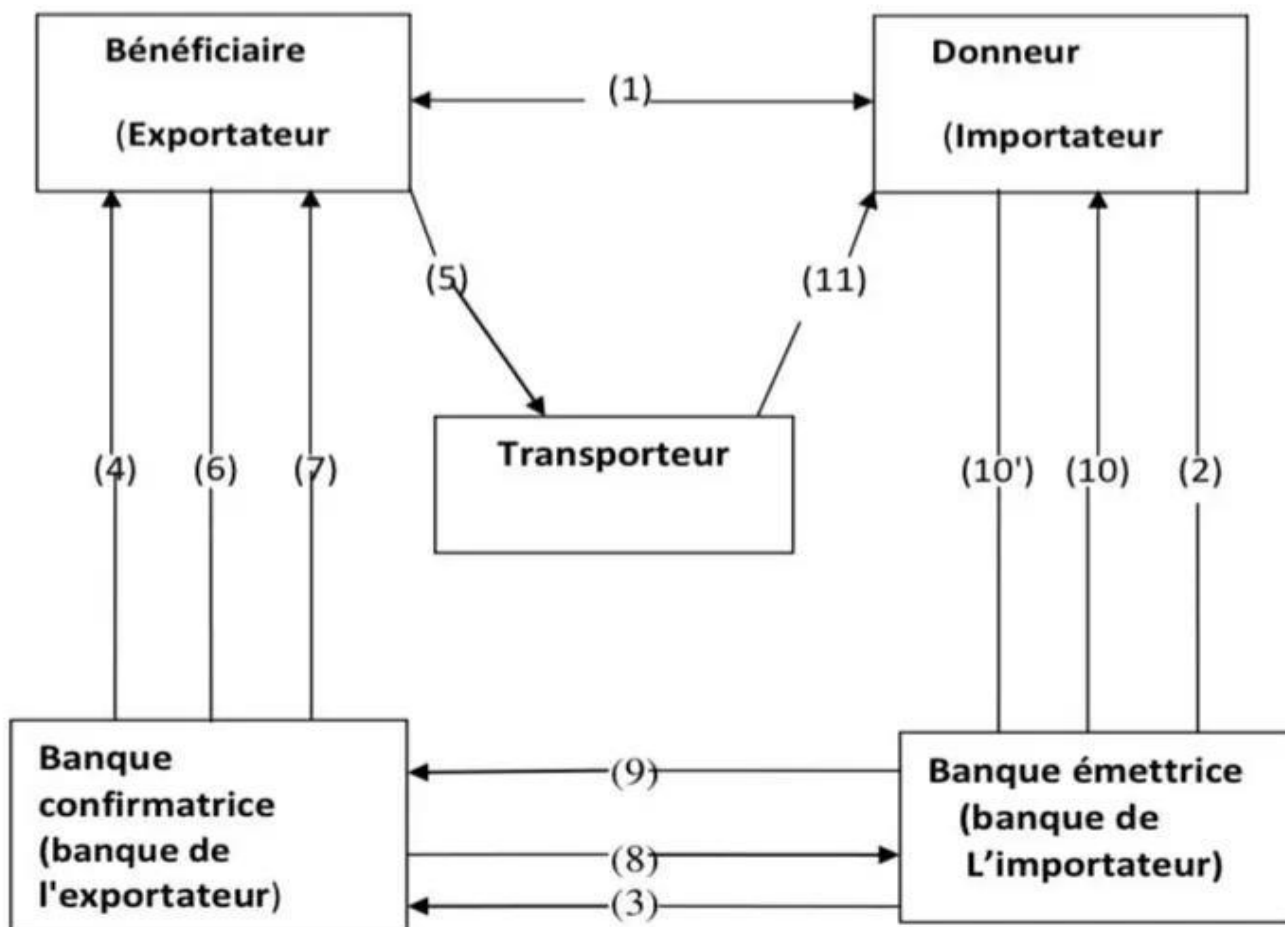 Bénéficiaire
(Exportateur
(1)
Donneur
(Importateur
(5)
(11)
Transporteur
(4)
(6)
(7)
(10')
(10)
(2)
Banque
confirmatrice
(banque de
l'exportateur)
(9)
(8)
(3)
Banque émettrice
(banque de
L’importateur)